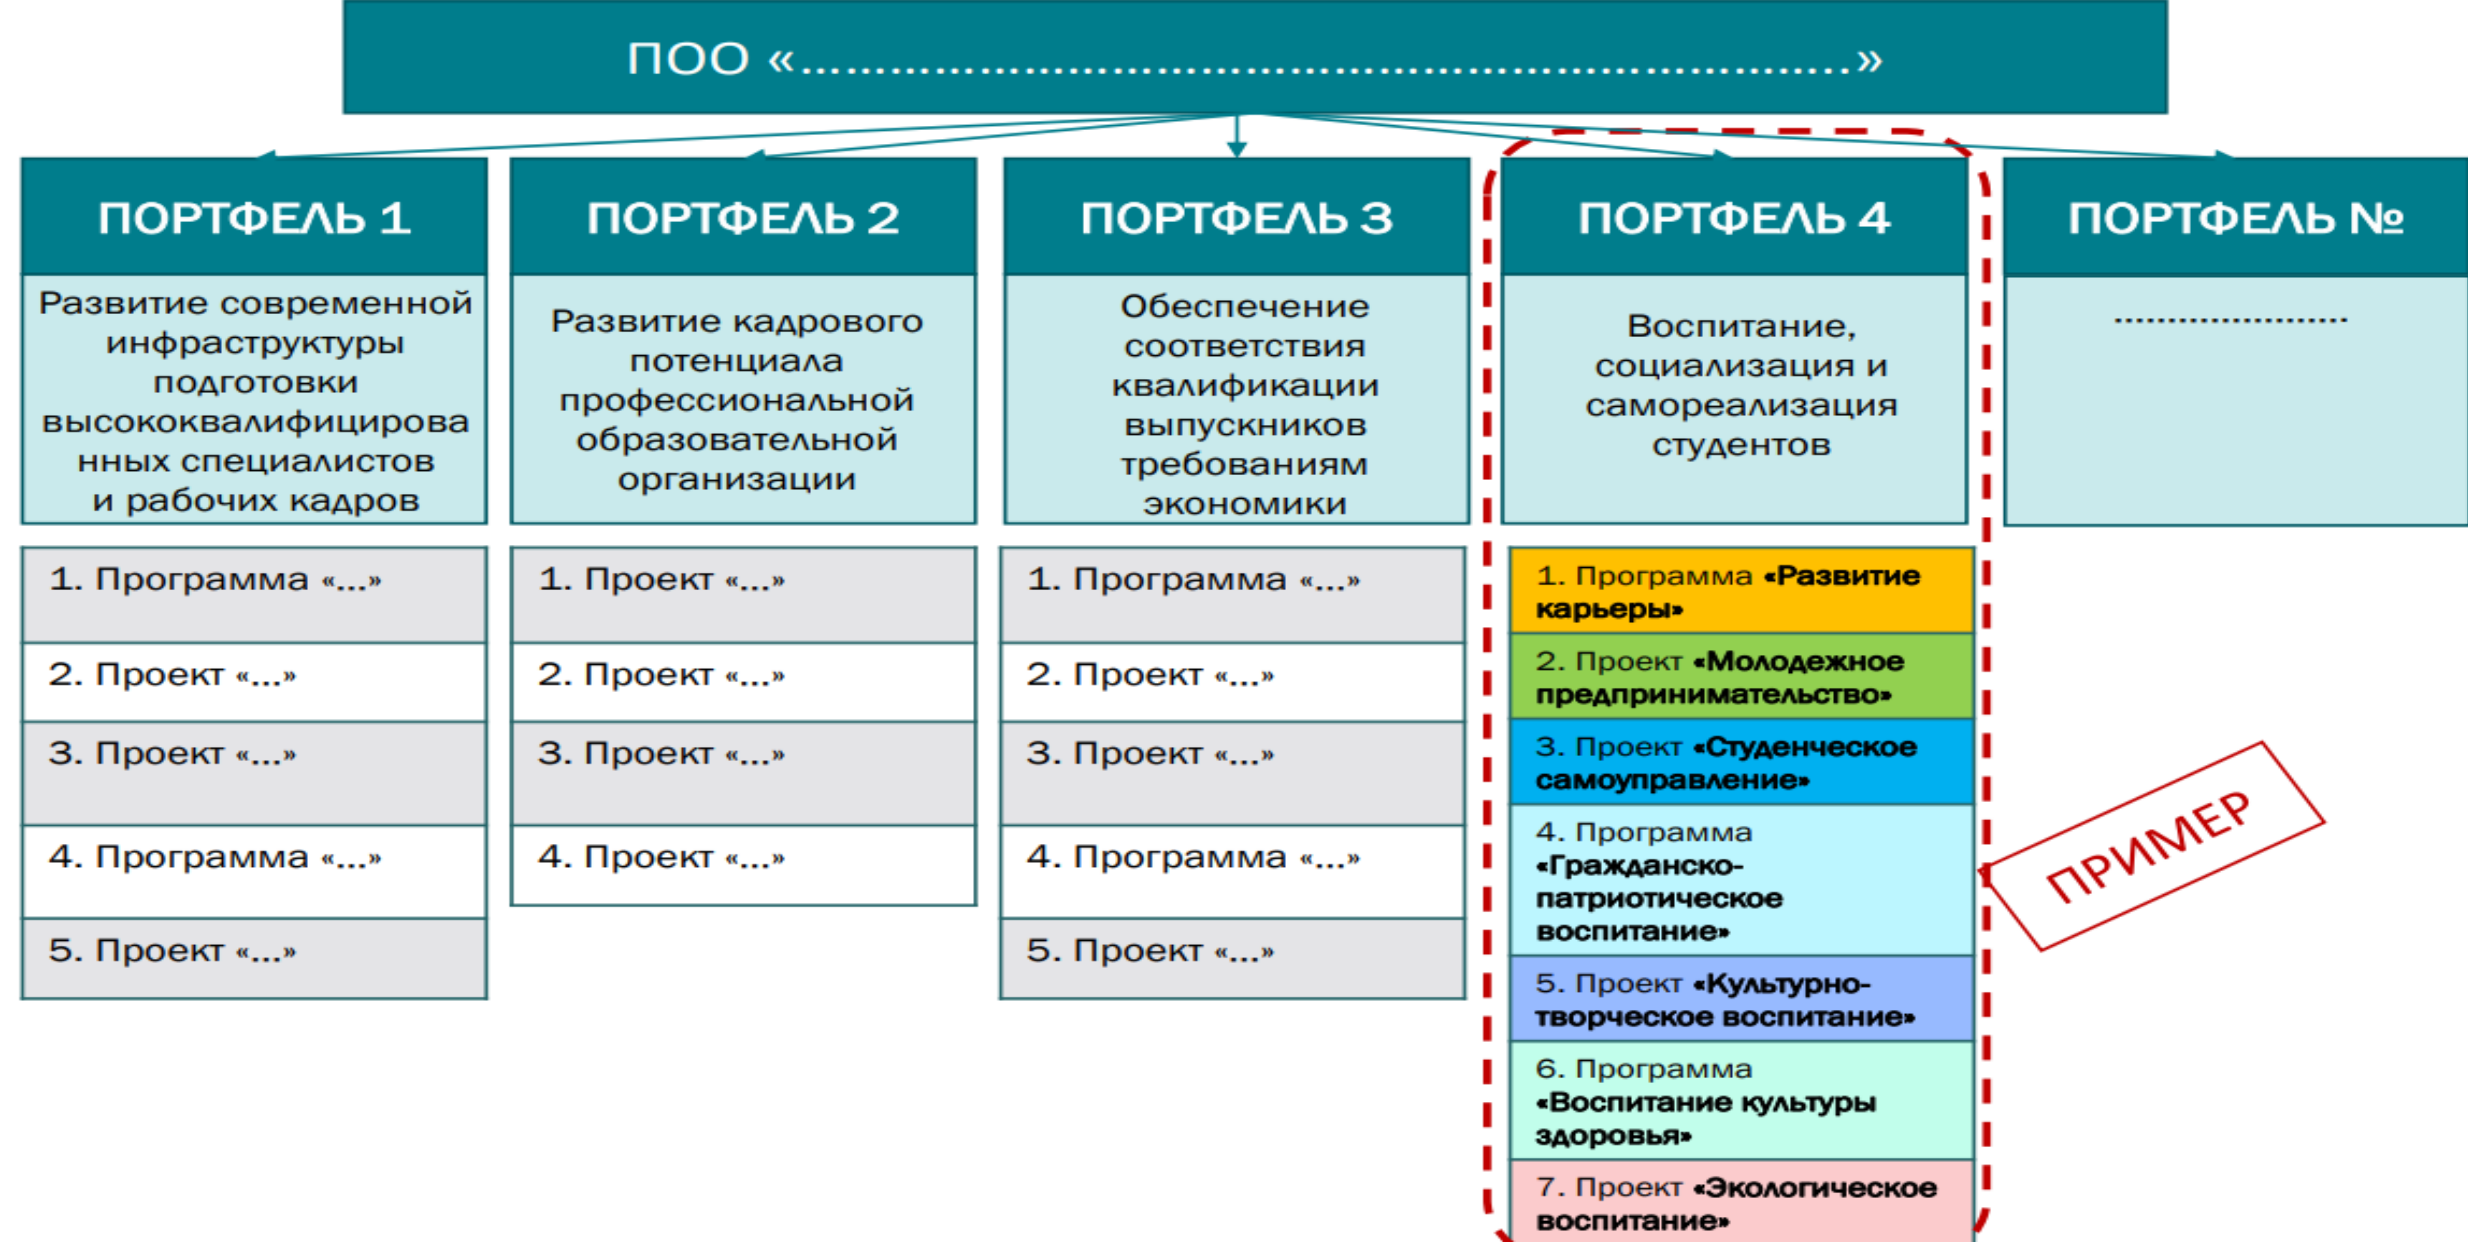 ПОО «……………………………………………………………..»
ПОРТФЕЛЬ 1
Развитие современной
инфраструктуры
подготовки
высококвалифицирова
нных специалистов
и рабочих кадров
1. Программа «…»
2. Проект «…»
3. Проект «…»
4. Программа «…»
5. Проект «…»
ПОРТФЕЛЬ 2
Развитие кадрового
потенциала
профессиональной
образовательной
организации
1. Проект «…»
2. Проект «…»
3. Проект «…»
4. Проект «…»
ПОРТФЕЛЬ 3
Обеспечение
соответствия
квалификации
выпускников
требованиям
экономики
1. Программа «…»
2. Проект «…»
3. Проект «…»
4. Программа «…»
5. Проект «…»
ПОРТФЕЛЬ 4
Воспитание,
социализация и
самореализация
студентов
1. Программа «Развитие
карьеры»
2. Проект «Молодежное
предпринимательство»
3. Проект «Студенческое
самоуправление»
4. Программа
«Гражданско-
патриотическое
воспитание»
5. Проект «Культурно-
творческое воспитание»
6. Программа
«Воспитание культуры
здоровья»
7. Проект «Экологическое
воспитание»
ПОРТФЕЛЬ №
......................
ПРИМЕР